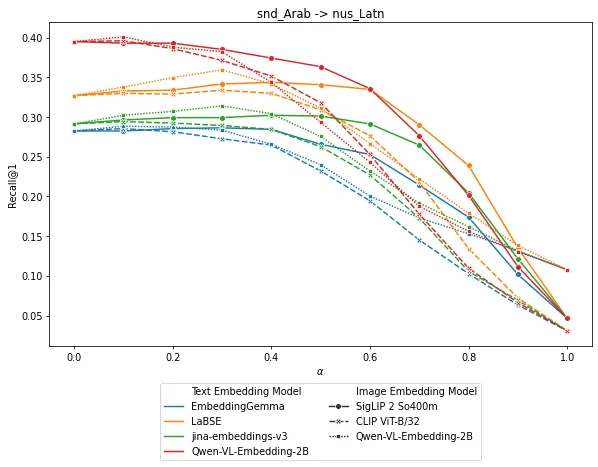 snd_Arab -> nus_Latn
Recall@1
0.40
0.35
0.30
0.25
0.20
0.15
0.10
0.05
0.0 0.2 0.4 0.6 0.8 1.0
α
Text Embedding Model
EmbeddingGemma
LaBSE
jina-embeddings-v3
Qwen-VL-Embedding-2B
Image Embedding Model
SigLIP 2 So400m
CLIP ViT-B/32
Qwen-VL-Embedding-2B